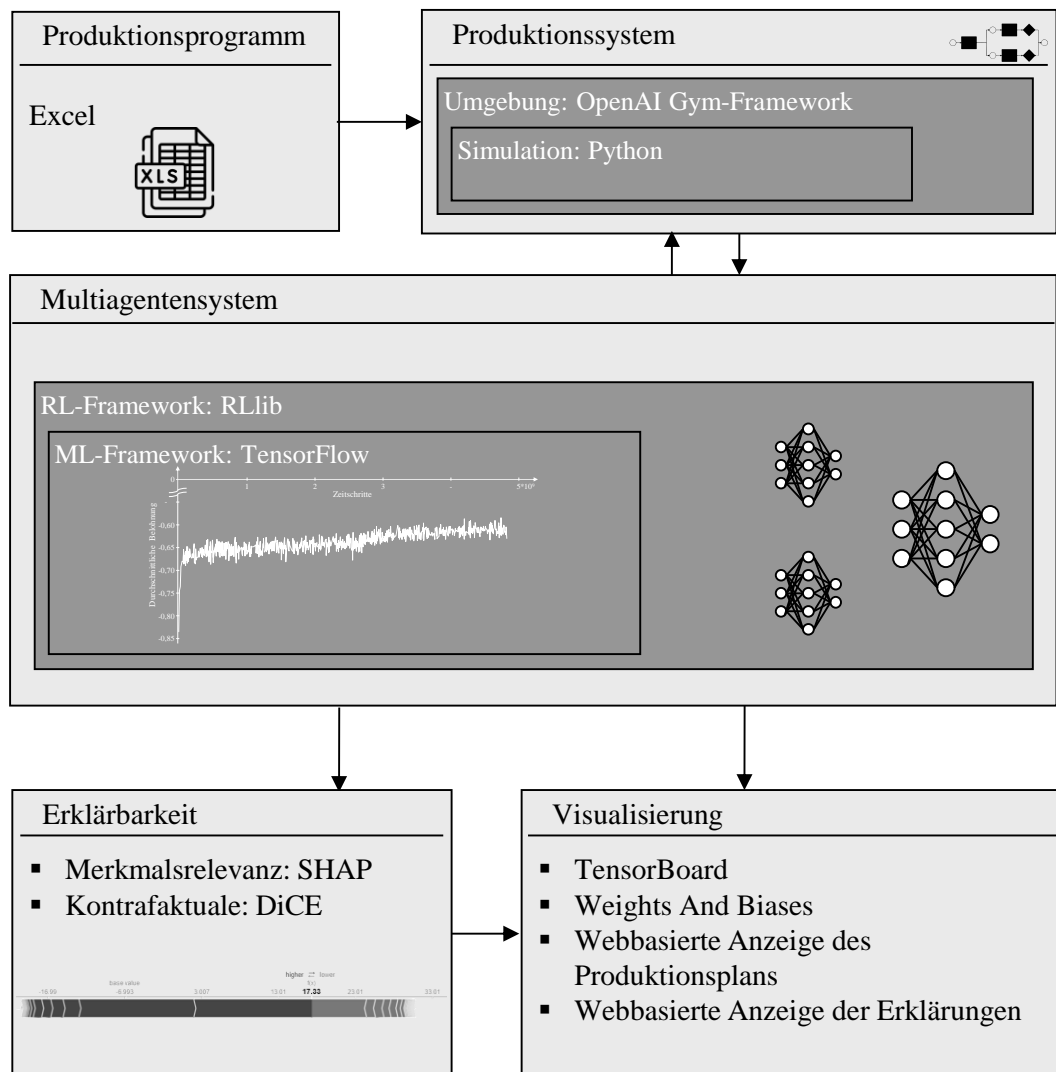 Produktionsprogramm
Excel
XLS
Produktionssystem
Umgebung: OpenAI Gym-Framework
Simulation: Python
Multiagentensystem
RL-Framework: RLlib
ML-Framework: TensorFlow
0
1
2
3
Zeitschritte
Durchschnittliche Belohnung
-0,60
-0,65
-0,70
-0,75
-0,80
-0,85
Erklärbarkeit
▪ Merkmalsrelevanz: SHAP
▪ Kontrafaktuale: DiCE
higher ⇄ lower
base value f(x)
-16.99 -6.993 3.007 13.01 17.33 23.01 33.01
Visualisierung
▪ TensorBoard
▪ Weights And Biases
▪ Webbasierte Anzeige des
Produktionsplans
▪ Webbasierte Anzeige der Erklärungen